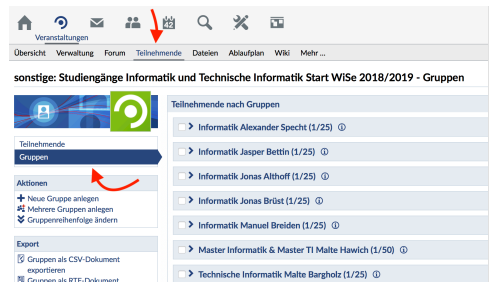 42
Veranstaltungen
Übersicht Verwaltung Forum Teilnehmende Dateien Ablaufplan Wiki Mehr ...
sonstige: Studiengänge Informatik und Technische Informatik Start WiSe 2018/2019 - Gruppen
Teilnehmende
Gruppen
Aktionen
Neue Gruppe anlegen
Mehrere Gruppen anlegen
Gruppenreihenfolge ändern
Export
Gruppen als CSV-Dokument
exportieren
Gruppen als RTF-Dokument
Teilnehmende nach Gruppen
Informatik Alexander Specht (1/25)
Informatik Jasper Bettin (1/25)
Informatik Jonas Althoff (1/25)
Informatik Jonas Brüst (1/25)
Informatik Manuel Breiden (1/25)
Master Informatik & Master TI Malte Hawich (1/50)
Technische Informatik Malte Bargholz (1/25)